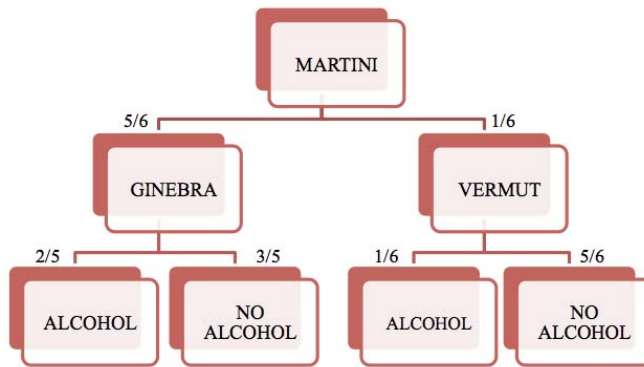 MARTINI
5/6
1/6
GINEBRA
VERMUT
2/5
3/5
1/6
5/6
ALCOHOL
NO
ALCOHOL
ALCOHOL
NO
ALCOHOL